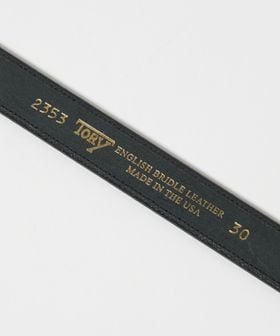 2353 TORY ENGLISH BRIDLE LEATHER
MADE IN THE USA
30